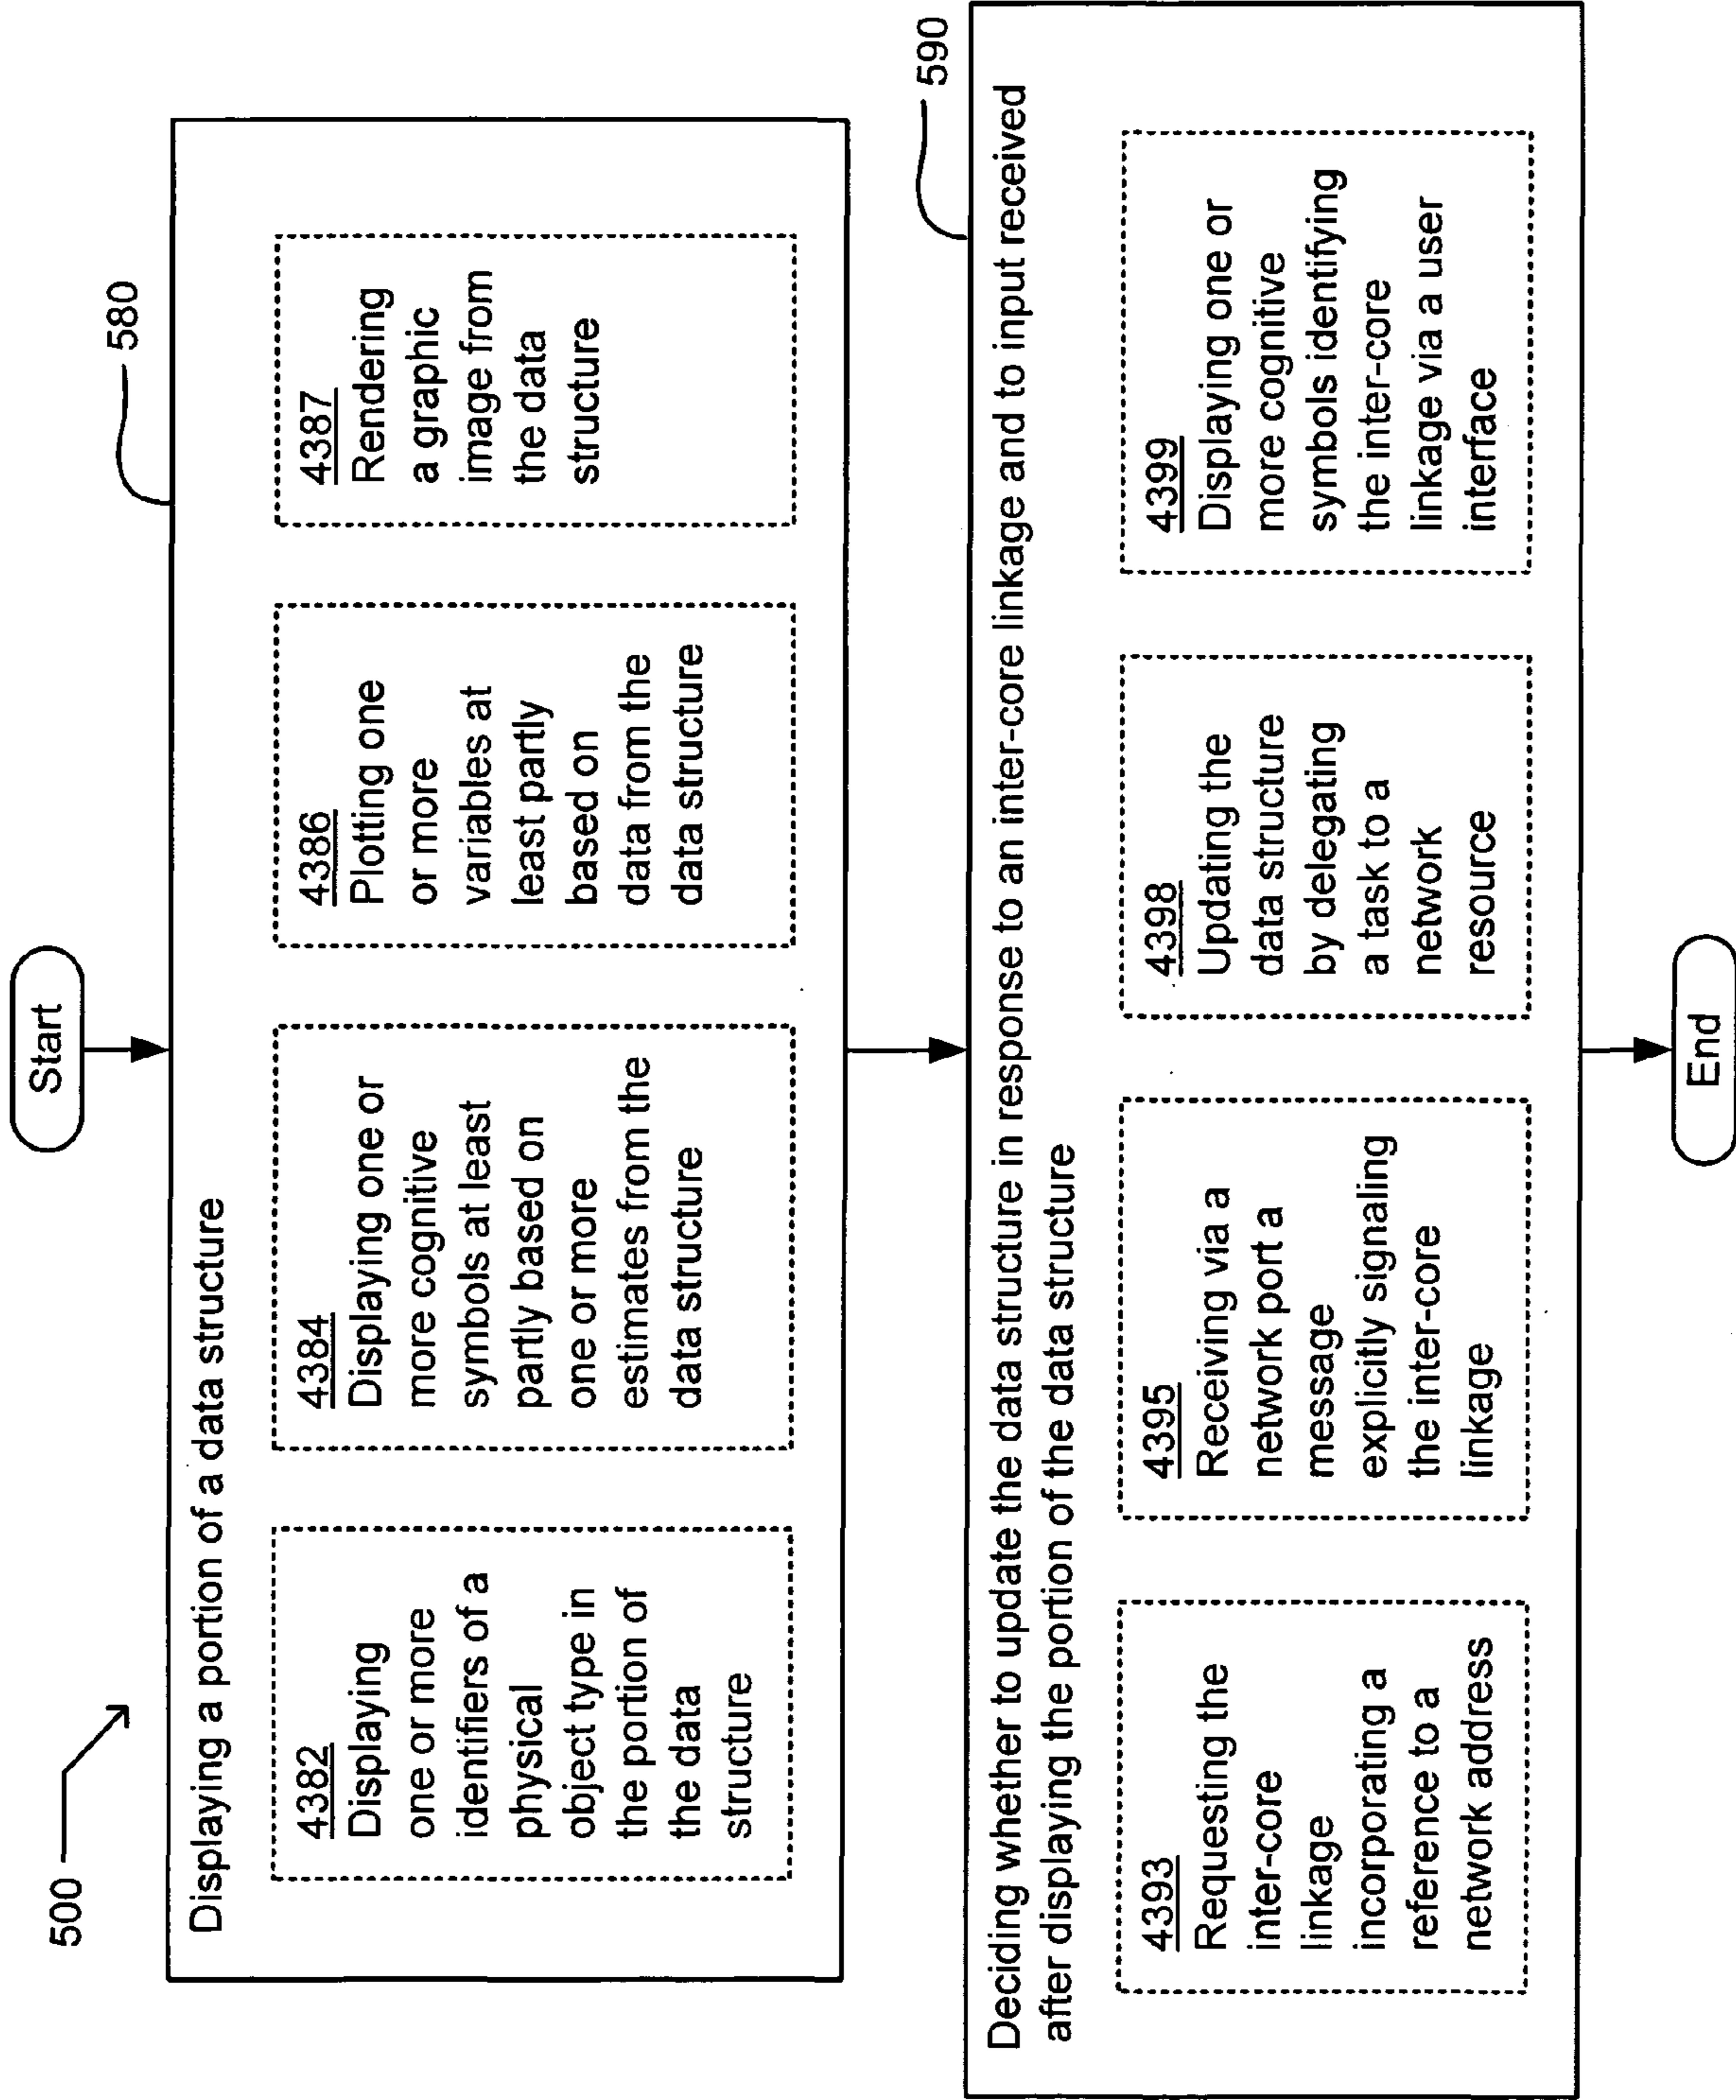 500
Start
580
Displaying a portion of a data structure
4382
Displaying
one or more
identifiers of a
physical
object type in
the portion of
the data
structure
4384
Displaying one or
more cognitive
symbols at least
partly based on
one or more
estimates from the
data structure
4386
Plotting one
or more
variables at
least partly
based on
data from the
data structure
4387
Rendering
a graphic
image from
the data
structure
590
Deciding whether to update the data structure in response to an inter-core linkage and to input received
after displaying the portion of the data structure
4393
Requesting the
inter-core
linkage
incorporating a
reference to a
network address
4395
Receiving via a
network port a
message
explicitly signaling
the inter-core
linkage
4398
Updating the
data structure
by delegating
a task to a
network
resource
4399
Displaying one or
more cognitive
symbols identifying
the inter-core
linkage via a user
interface
End